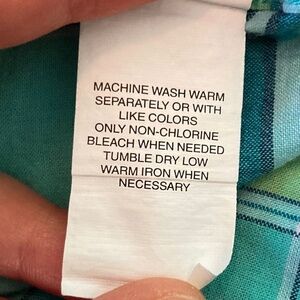 MACHINE WASH WARM
SEPARATELY OR WITH
LIKE COLORS
ONLY NON-CHLORINE
BLEACH WHEN NEEDED
TUMBLE DRY LOW
WARM IRON WHEN
NECESSARY